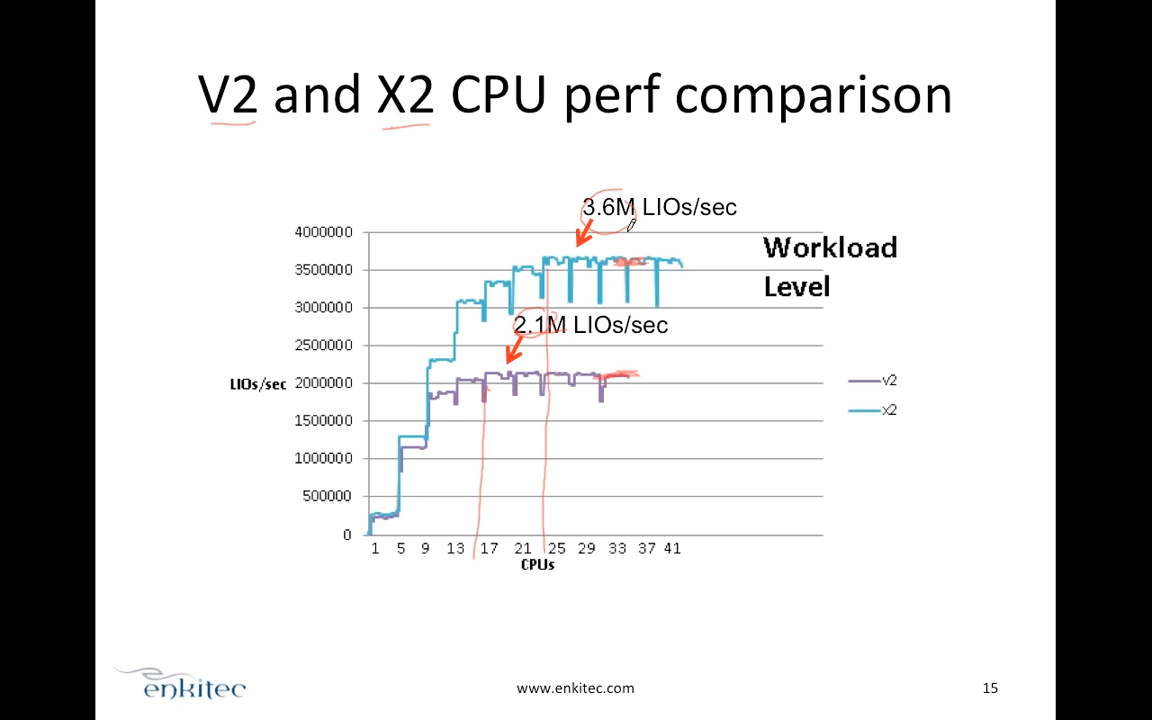 V2 and X2 CPU perf comparison
3.6M LIOs/sec
4000000
Workload
Level
3500000
3000000
2.1M LIOs/sec
2500000
LIOs/sec 2000000
v2
x2
1500000
1000000
500000
0
1 5 9 13 17 21 25 29 33 37 41
CPUs
enkitec
www.enkitec.com
15